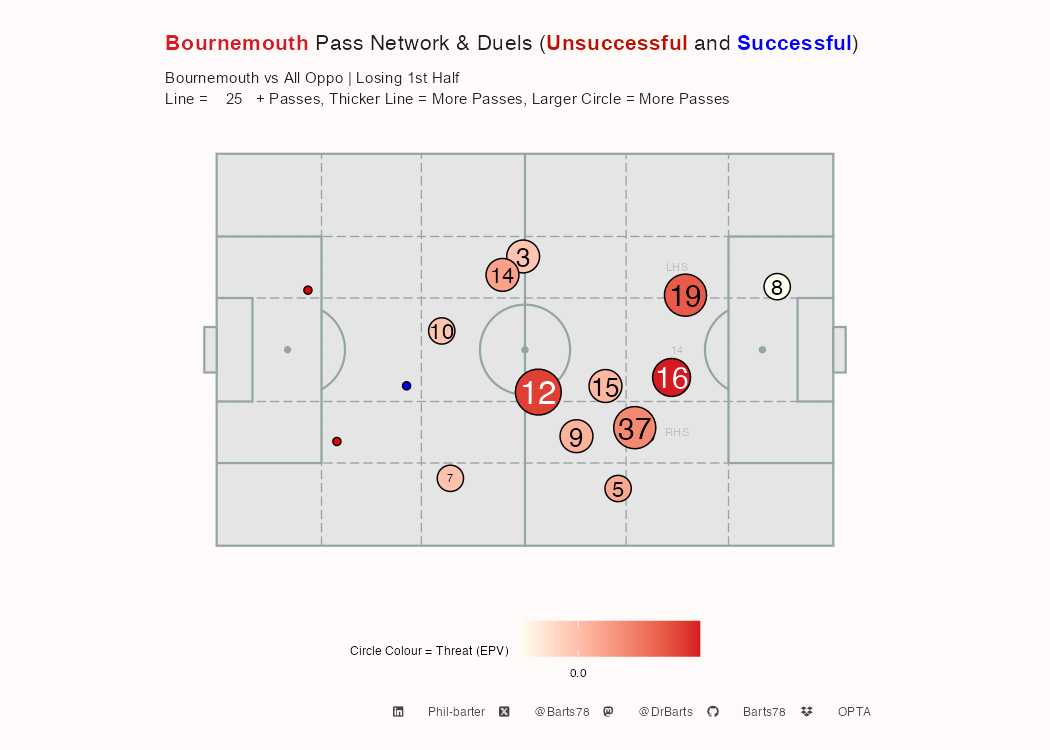 Bournemouth Pass Network & Duels (Unsuccessful and Successful)
Bournemouth vs All Oppo | Losing 1st Half
Line = 25 + Passes, Thicker Line = More Passes, Larger Circle = More Passes
3
14
LHS
19
8
10
14
16
15
12
37
RHS
9
7
5
Circle Colour = Threat (EPV)
0.0
Phil-barter @Barts78 @DrBarts Barts78 OPTA